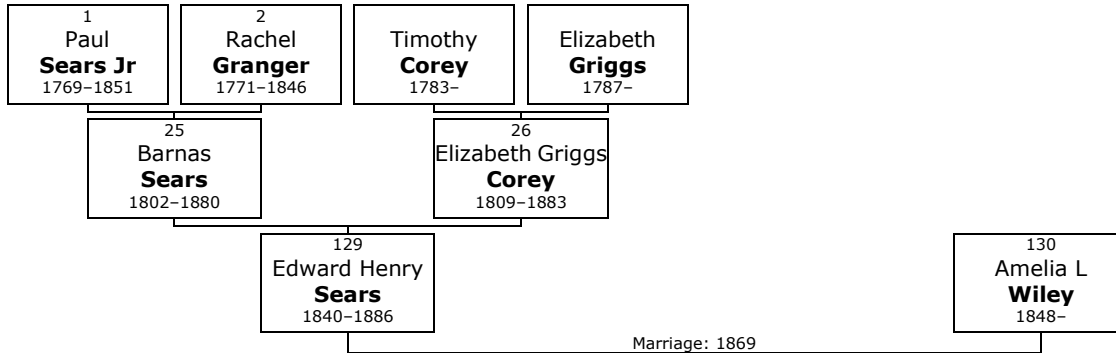 1
Paul
Sears Jr
1769–1851
2
Rachel
Granger
1771–1846
Timothy
Corey
1783–
Elizabeth
Griggs
1787–
25
Barnas
Sears
1802–1880
26
Elizabeth Griggs
Corey
1809–1883
129
Edward Henry
Sears
1840–1886
130
Amelia L
Wiley
1848–
Marriage: 1869